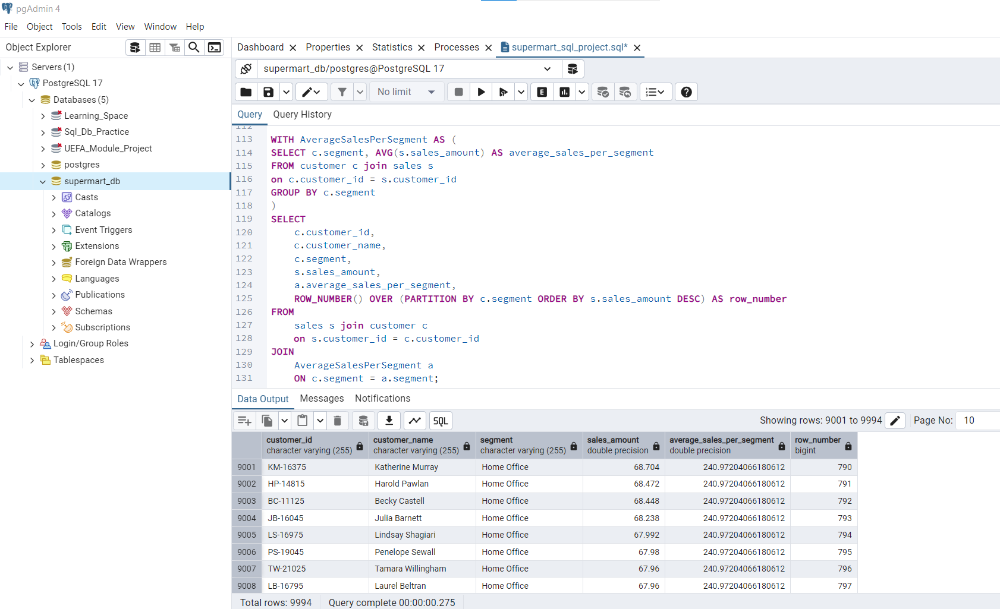 pgAdmin 4
File Object Tools Edit View Window Help
Object Explorer
Servers (1)
PostgreSQL 17
Databases (5)
Learning_Space
Sql_Db_Practice
UEFA_Module_Project
postgres
supermart_db
Casts
Catalogs
Event Triggers
Extensions
Foreign Data Wrappers
Languages
Publications
Schemas
Subscriptions
Login/Group Roles
Tablespaces
Dashboard Properties Statistics Processes supermart_sql_project.sql*
supermart_db/postgres@PostgreSQL 17
No limit E
Query Query History
112
113 WITH AverageSalesPerSegment AS (
114 SELECT c.segment, AVG(s.sales_amount) AS average_sales_per_segment
115 FROM customer c join sales s
116 on c.customer_id = s.customer_id
117 GROUP BY c.segment
118 )
119 SELECT
120 c.customer_id,
121 c.customer_name,
122 c.segment,
123 s.sales_amount,
124 a.average_sales_per_segment,
125 ROW_NUMBER() OVER (PARTITION BY c.segment ORDER BY s.sales_amount DESC) AS row_number
126 FROM
127 sales s join customer c
128 on s.customer_id = c.customer_id
129 JOIN
130 AverageSalesPerSegment a
131 ON c.segment = a.segment;
Data Output Messages Notifications
SQL Showing rows: 9001 to 9994 Page No: 10
customer_id customer_name segment sales_amount average_sales_per_segment row_number
character varying (255) character varying (255) character varying (255) double precision double precision bigint
9001 KM-16375 Katherine Murray Home Office 68.704 240.97204066180612 790
9002 HP-14815 Harold Pawlan Home Office 68.472 240.97204066180612 791
9003 BC-11125 Becky Castell Home Office 68.448 240.97204066180612 792
9004 JB-16045 Julia Barnett Home Office 68.238 240.97204066180612 793
9005 LS-16975 Lindsay Shagiari Home Office 67.992 240.97204066180612 794
9006 PS-19045 Penelope Sewall Home Office 67.98 240.97204066180612 795
9007 TW-21025 Tamara Willingham Home Office 67.96 240.97204066180612 796
9008 LB-16795 Laurel Beltran Home Office 67.96 240.97204066180612 797
Total rows: 9994 Query complete 00:00:00.275